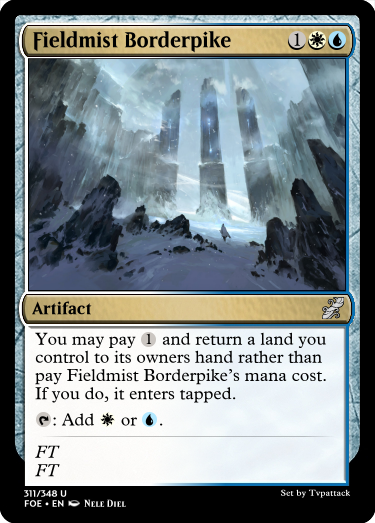 Fieldmist Borderpike 1
Artifact
You may pay 1 and return a land you
control to its owners hand rather than
pay Fieldmist Borderpike's mana cost.
If you do, it enters tapped.
: Add or .
FT
FT
311/348 U
Set by Tvpattack
FOE • EN Nele Diel